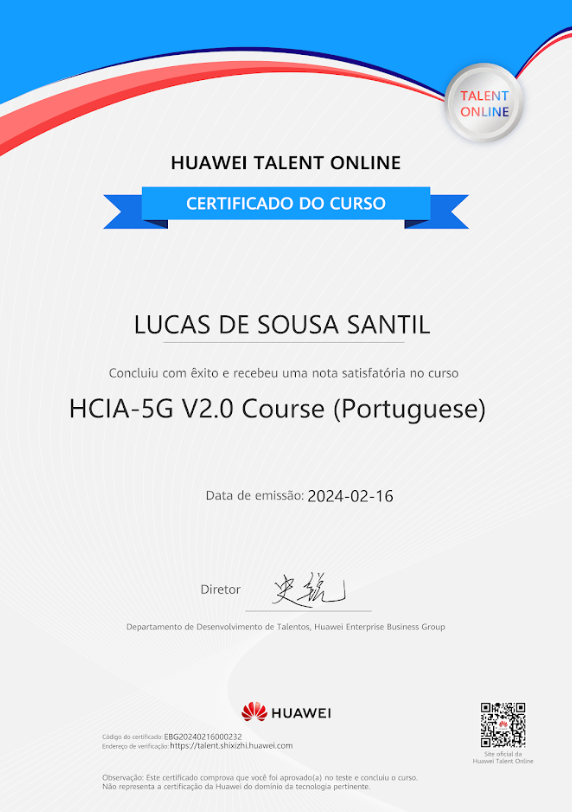 TALENT
ONLINE
HUAWEI TALENT ONLINE
CERTIFICADO DO CURSO
LUCAS DE SOUSA SANTIL
Concluiu com êxito e recebeu uma nota satisfatória no curso
HCIA-5G V2.0 Course (Portuguese)
Data de emissão: 2024-02-16
Diretor
Departamento de Desenvolvimento de Talentos, Huawei Enterprise Business Group
HUAWEI
Código do certificado: EBG20240216000232
Endereço de verificação: https://talent.shixizhi.huawei.com
Site oficial da
Huawei Talent Online
Observação: Este certificado comprova que você foi aprovado(a) no teste e concluiu o curso.
Não representa a certificação da Huawei do domínio da tecnologia pertinente.